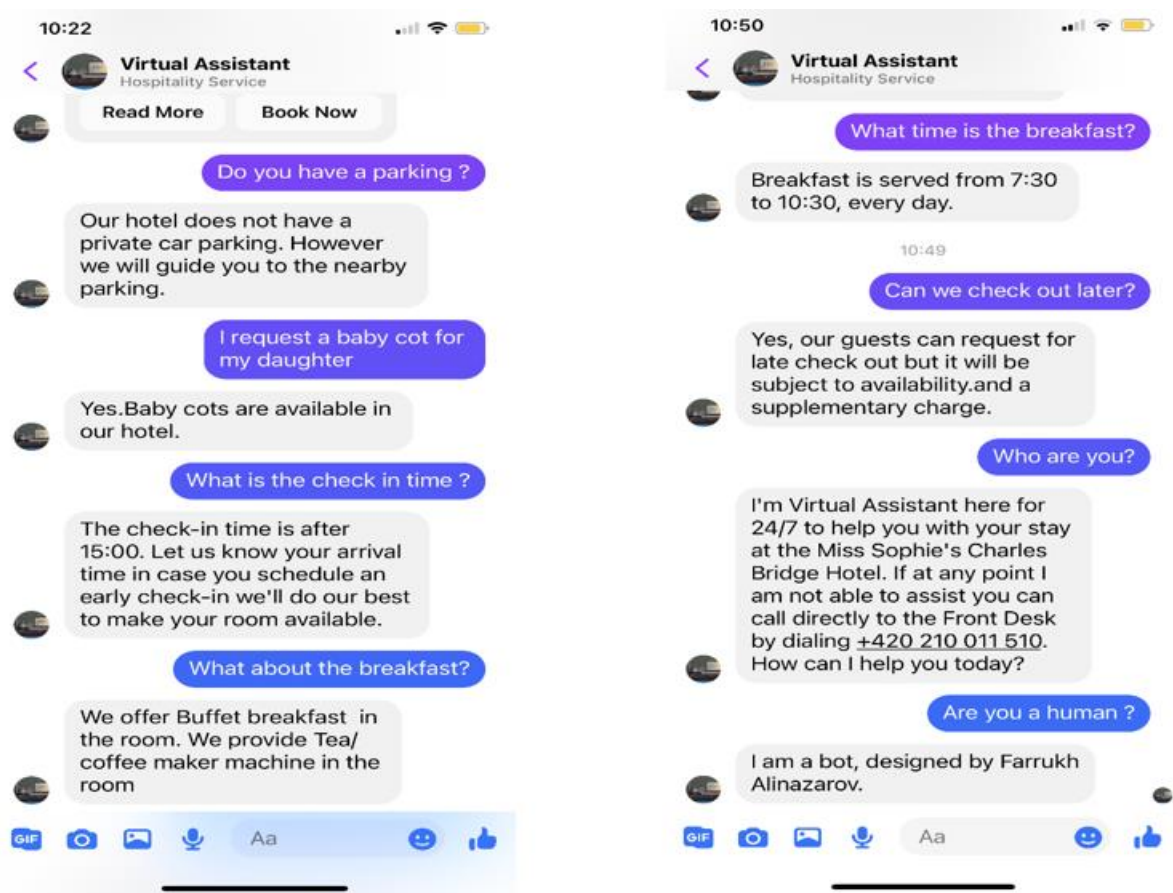 10:22
Virtual Assistant
Hospitality Service
Read More Book Now
Do you have a parking ?
Our hotel does not have a
private car parking. However
we will guide you to the nearby
parking.
I request a baby cot for
my daughter
Yes.Baby cots are available in
our hotel.
What is the check in time ?
The check-in time is after
15:00. Let us know your arrival
time in case you schedule an
early check-in we'll do our best
to make your room available.
What about the breakfast?
We offer Buffet breakfast in
the room. We provide Tea/
coffee maker machine in the
room
GIF Aa
10:50
Virtual Assistant
Hospitality Service
What time is the breakfast?
Breakfast is served from 7:30
to 10:30, every day.
10:49
Can we check out later?
Yes, our guests can request for
late check out but it will be
subject to availability.and a
supplementary charge.
Who are you?
I'm Virtual Assistant here for
24/7 to help you with your stay
at the Miss Sophie's Charles
Bridge Hotel. If at any point I
am not able to assist you can
call directly to the Front Desk
by dialing +420 210 011 510.
How can I help you today?
Are you a human ?
I am a bot, designed by Farrukh
Alinazarov.
GIF Aa